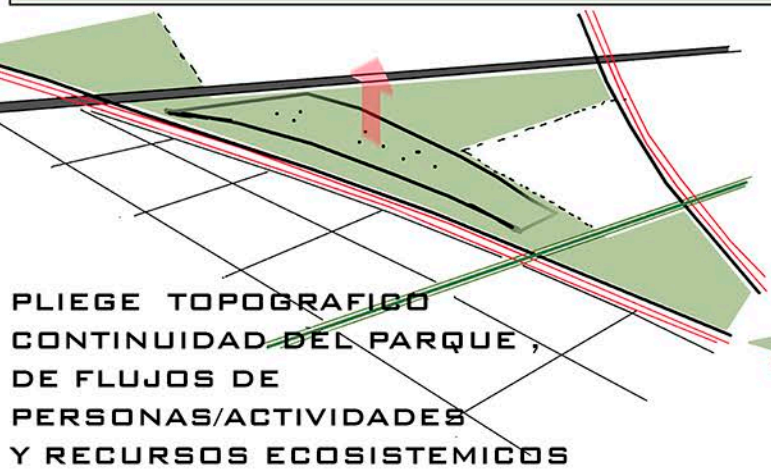 PLIEGE TOPOGRAFICO
CONTINUIDAD DEL PARQUE ,
DE FLUJOS DE
PERSONAS/ACTIVIDADES
Y RECURSOS ECOSISTEMICOS